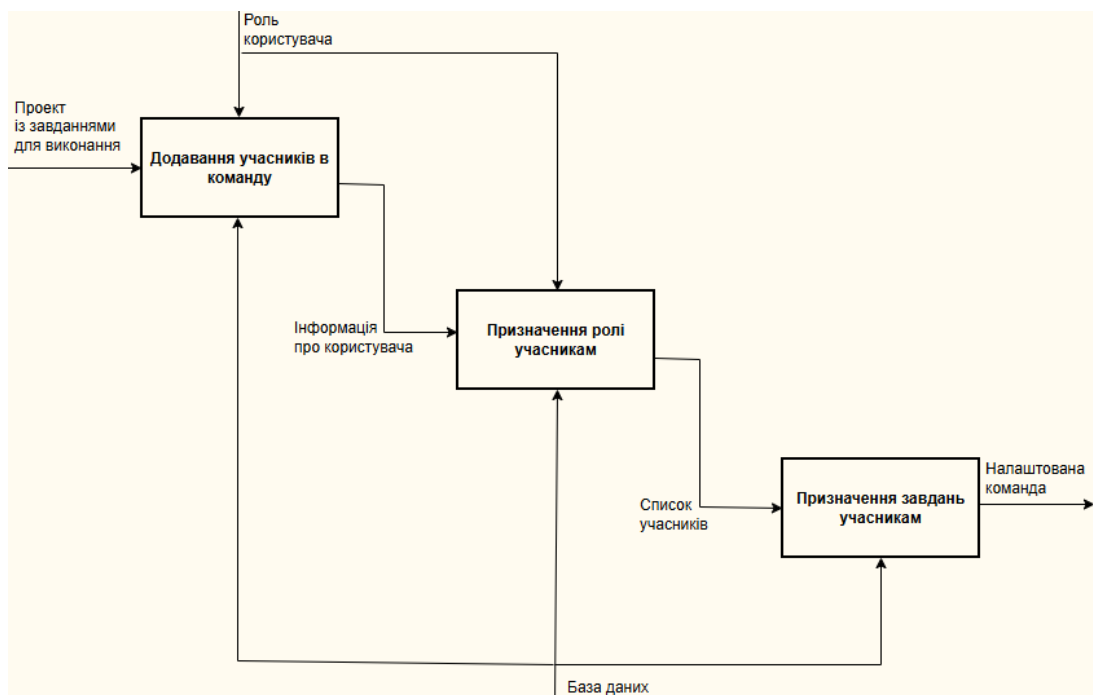 Роль
користувача
Проект
із завданнями
для виконання
Додавання учасників в
команду
Інформація
про користувача
Призначення ролі
учасникам
Список
учасників
Призначення завдань
учасникам
Налаштована
команда
База даних